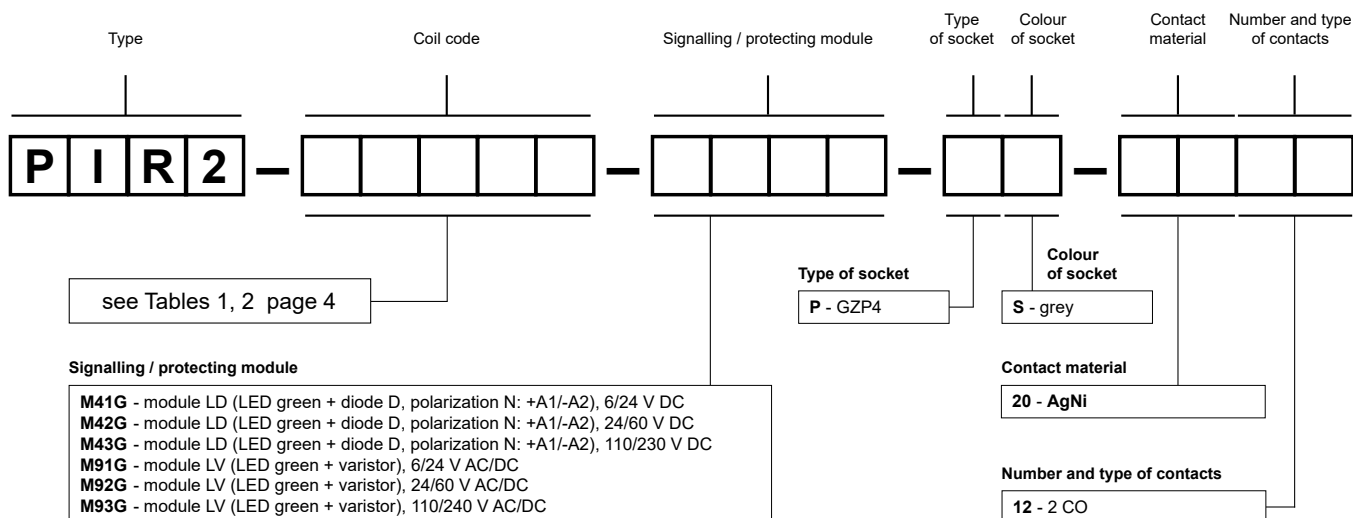 Type
Coil code
Signalling / protecting module
Type
of socket
Colour
of socket
Contact
material
Number and type
of contacts
P I R 2 – – – –
see Tables 1, 2 page 4
Type of socket
P - GZP4
Colour
of socket
S - grey
Signalling / protecting module
M41G - module LD (LED green + diode D, polarization N: +A1/-A2), 6/24 V DC
M42G - module LD (LED green + diode D, polarization N: +A1/-A2), 24/60 V DC
M43G - module LD (LED green + diode D, polarization N: +A1/-A2), 110/230 V DC
M91G - module LV (LED green + varistor), 6/24 V AC/DC
M92G - module LV (LED green + varistor), 24/60 V AC/DC
M93G - module LV (LED green + varistor), 110/240 V AC/DC
Contact material
20 - AgNi
Number and type of contacts
12 - 2 CO